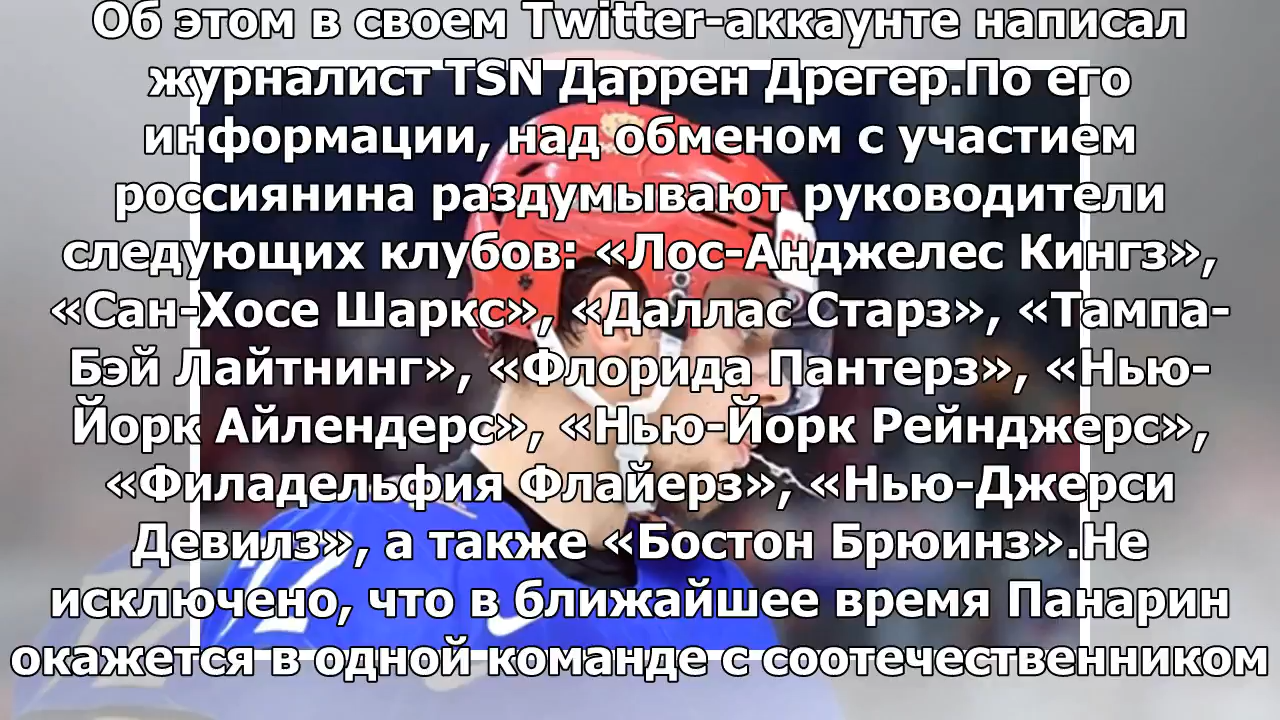 Об этом в своем Twitter-аккаунте написал
журналист TSN Даррен Дрегер.По его
информации, над обменом с участием
россиянина раздумывают руководители
следующих клубов: «Лос-Анджелес Кингз»,
«Сан-Хосе Шаркс», «Даллас Старз», «Тампа-
Бэй Лайтнинг», «Флорида Пантерз», «Нью-
Йорк Айлендерс», «Нью-Йорк Рейнджерс»,
«Филадельфия Флайерз», «Нью-Джерси
Девилз», а также «Бостон Брюинз».Не
исключено, что в ближайшее время Панарин
окажется в одной команде с соотечественником